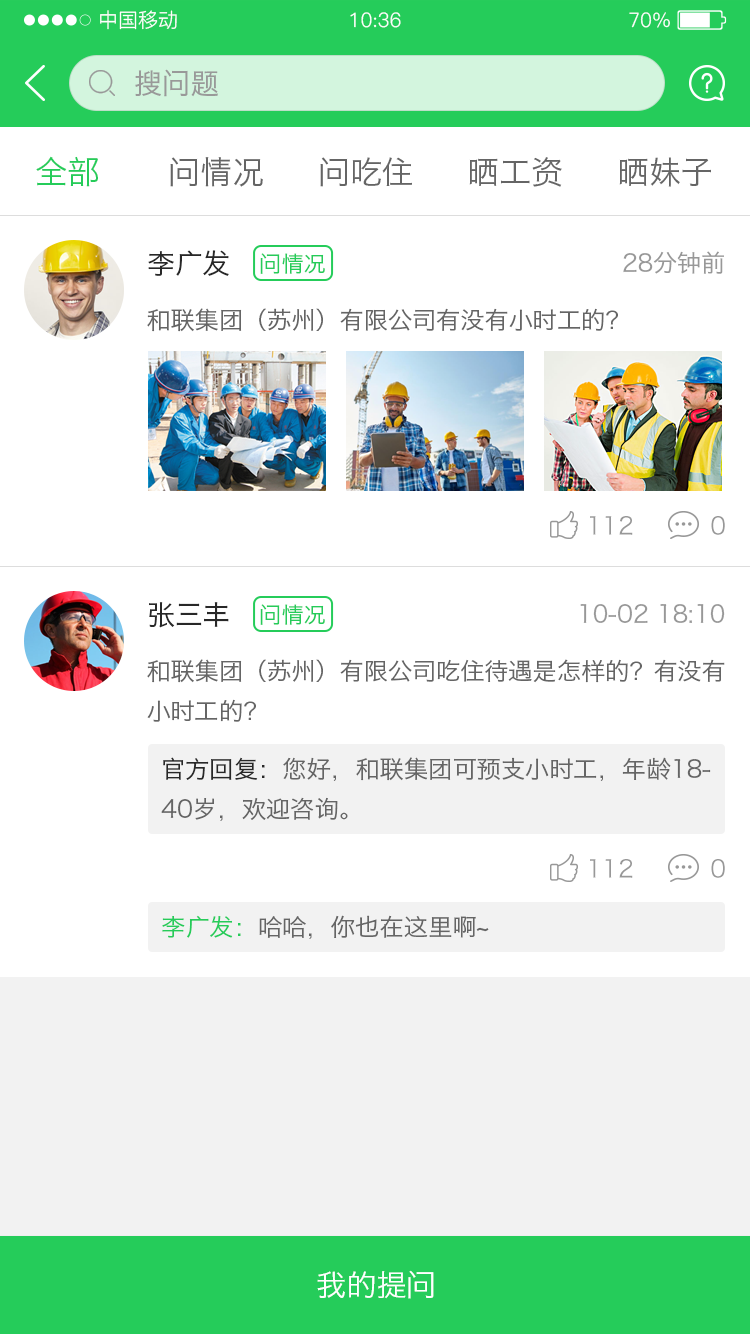 中国移动 10:36 70%
搜问题
全部 问情况 问吃住 晒工资 晒妹子
李广发 问情况 28分钟前
和联集团（苏州）有限公司有没有小时工的？
112 0
张三丰 问情况 10-02 18:10
和联集团（苏州）有限公司吃住待遇是怎样的？有没有
小时工的？
官方回复：您好，和联集团可预支小时工，年龄18-
40岁，欢迎咨询。
112 0
李广发：哈哈，你也在这里啊~
我的提问